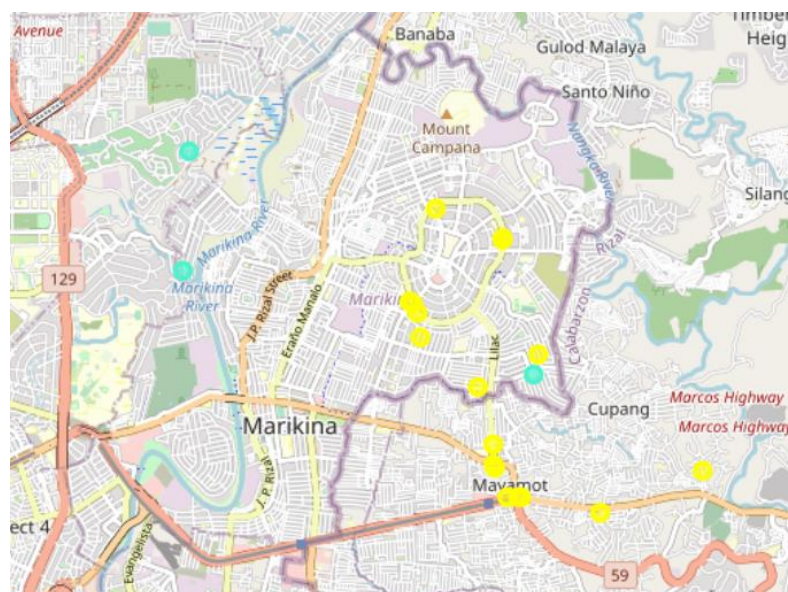 Avenue
Banaba
Timber
Heig
Gulod Malaya
Santo Niño
Mount
Campana
Nangka River
Silang
Marikina River
Rizal
129
J.P. Rizal Street
Marikina
River
Marikina
Eraño Manalo
Calabarzon
Lilac
Marcos Highway
Cupang
Marikina
Marcos Highway
J. P. Rizal
Mayamot
ect 4
Evangelista
59